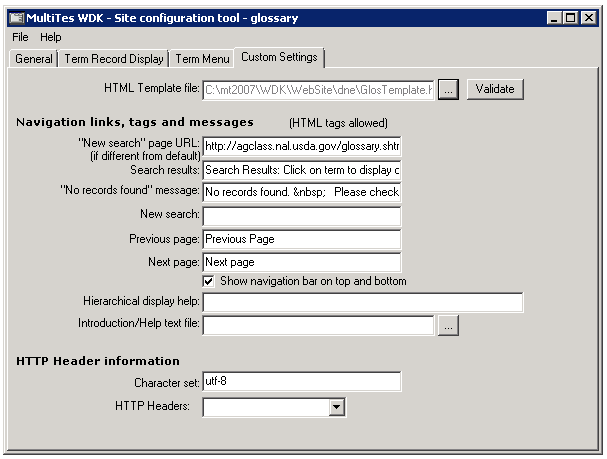 MultiTes WDK - Site configuration tool - glossary
File Help
General Term Record Display Term Menu Custom Settings
HTML Template file: C:\mt2007\WDK\WebSite\dne\GlosTemplate.h ... Validate
Navigation links, tags and messages (HTML tags allowed)
"New search" page URL: http://agclass.nal.usda.gov/glossary.shtm
(if different from default)
Search results: Search Results: Click on term to display c
"No records found" message: No records found. &nbsp; Please check
New search:
Previous page: Previous Page
Next page: Next page
Show navigation bar on top and bottom
Hierarchical display help:
Introduction/Help text file: ...
HTTP Header information
Character set: utf-8
HTTP Headers: